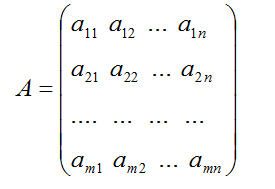 a₁₁ a₁₂ ... a₁ₙ
a₂₁ a₂₂ ... a₂ₙ
A =
.... ... ... ...
aₘ₁ aₘ₂ ... aₘₙ